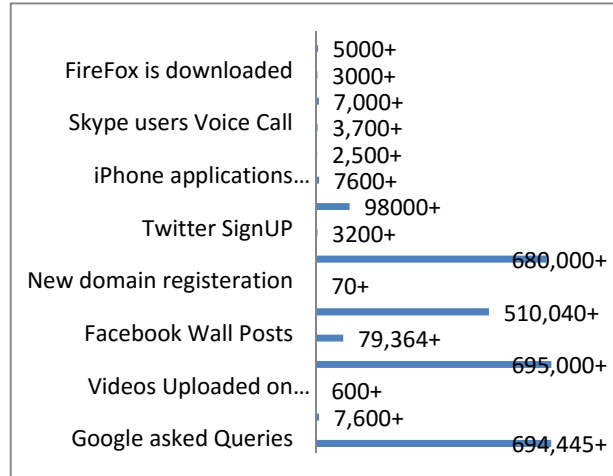 5000+
FireFox is downloaded
3000+
7,000+
Skype users Voice Call
3,700+
2,500+
iPhone applications...
7600+
98000+
Twitter SignUP
3200+
680,000+
New domain registeration
70+
510,040+
Facebook Wall Posts
79,364+
695,000+
Videos Uploaded on...
600+
7,600+
Google asked Queries
694,445+